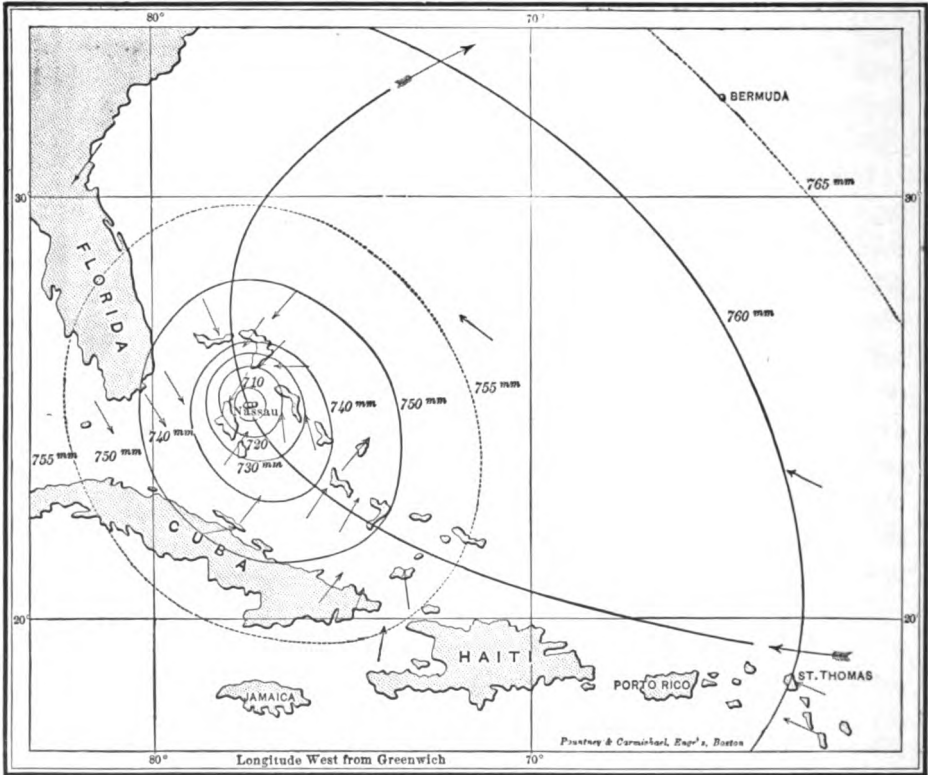 80°
70°
BERMUDA
765 mm
30
30
FLORIDA
760 mm
710
Nassau
740 mm
750 mm
755 mm
740 mm
720
730 mm
755 mm
750 mm
CUBA
20°
20°
HAITI
JAMAICA
PORTO RICO
ST. THOMAS
Pountney & Carmichael, Engr's, Boston
80°
Longitude West from Greenwich
70°